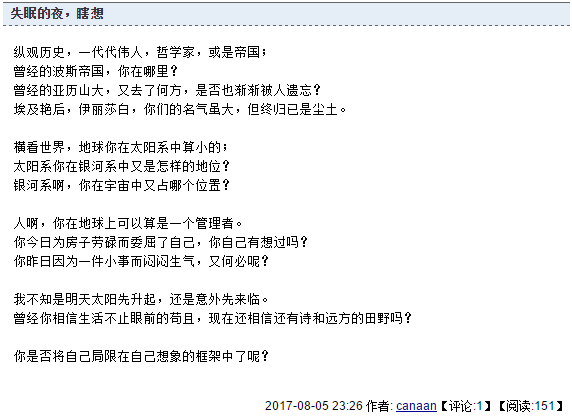 失眠的夜，瞎想
纵观历史，一代代伟人，哲学家，或是帝国；
曾经的波斯帝国，你在哪里？
曾经的亚历山大，又去了何方，是否也渐渐被人遗忘？
埃及艳后，伊丽莎白，你们的名气虽大，但终归已是尘土。
横看世界，地球你在太阳系中算小的；
太阳系你在银河系中又是怎样的地位？
银河系啊，你在宇宙中又占哪个位置？
人啊，你在地球上可以算是一个管理者。
你今日为房子劳碌而委屈了自己，你自己有想过吗？
你昨日因为一件小事而闷闷生气，又何必呢？
我不知是明天太阳先升起，还是意外先来临。
曾经你相信生活不止眼前的苟且，现在还相信还有诗和远方的田野吗？
你是否将自己局限在自己想象的框架中了呢？
2017-08-05 23:26 作者: canaan【评论:1】【阅读:151】